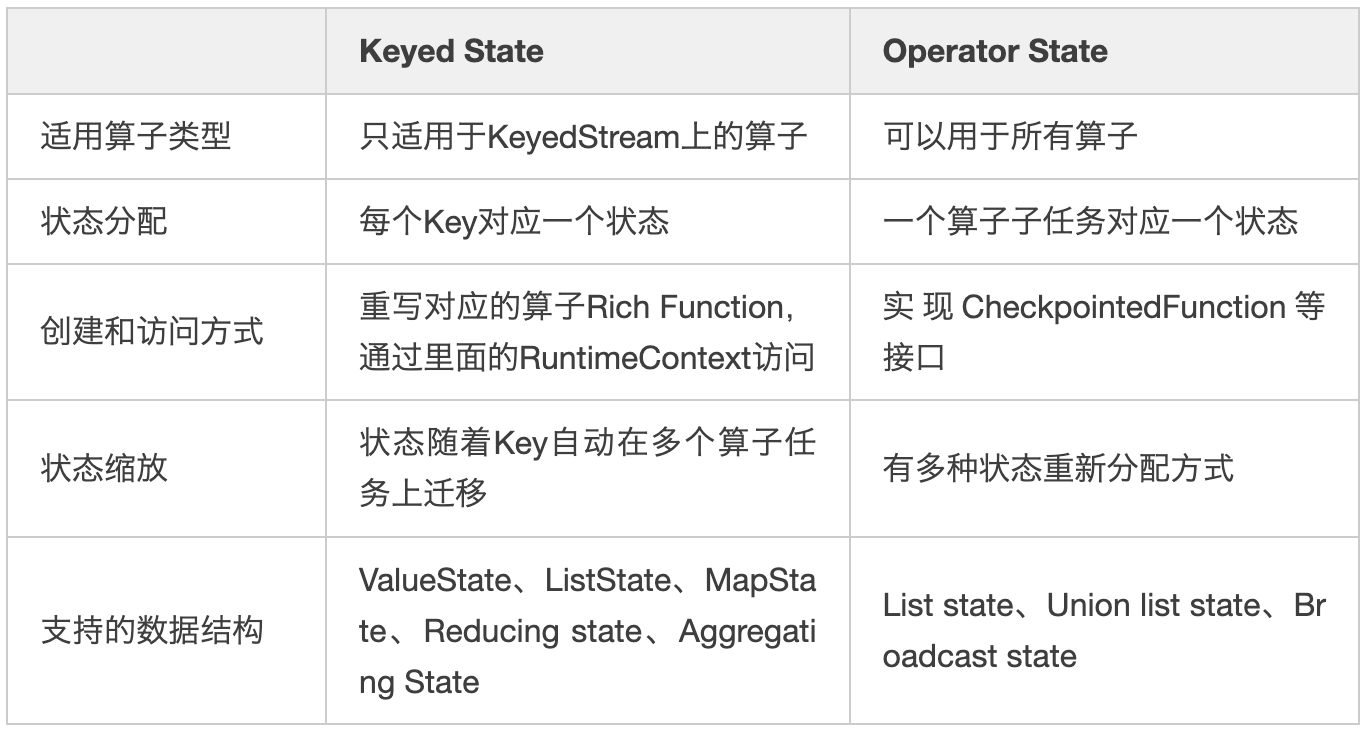 Keyed State
Operator State
适用算子类型
只适用于KeyedStream上的算子
可以用于所有算子
状态分配
每个Key对应一个状态
一个算子子任务对应一个状态
创建和访问方式
重写对应的算子Rich Function,
通过里面的RuntimeContext访问
实 现 CheckpointedFunction 等
接口
状态缩放
状态随着Key自动在多个算子任
务上迁移
有多种状态重新分配方式
支持的数据结构
ValueState、ListState、MapSta
te、Reducing state、Aggregati
ng State
List state、Union list state、Br
oadcast state